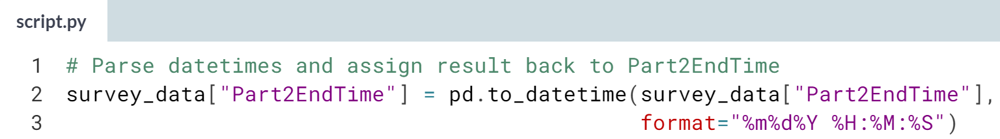 script.py
1 # Parse datetimes and assign result back to Part2EndTime
2 survey_data["Part2EndTime"] = pd.to_datetime(survey_data["Part2EndTime"],
3 format="%m%d%Y %H:%M:%S")